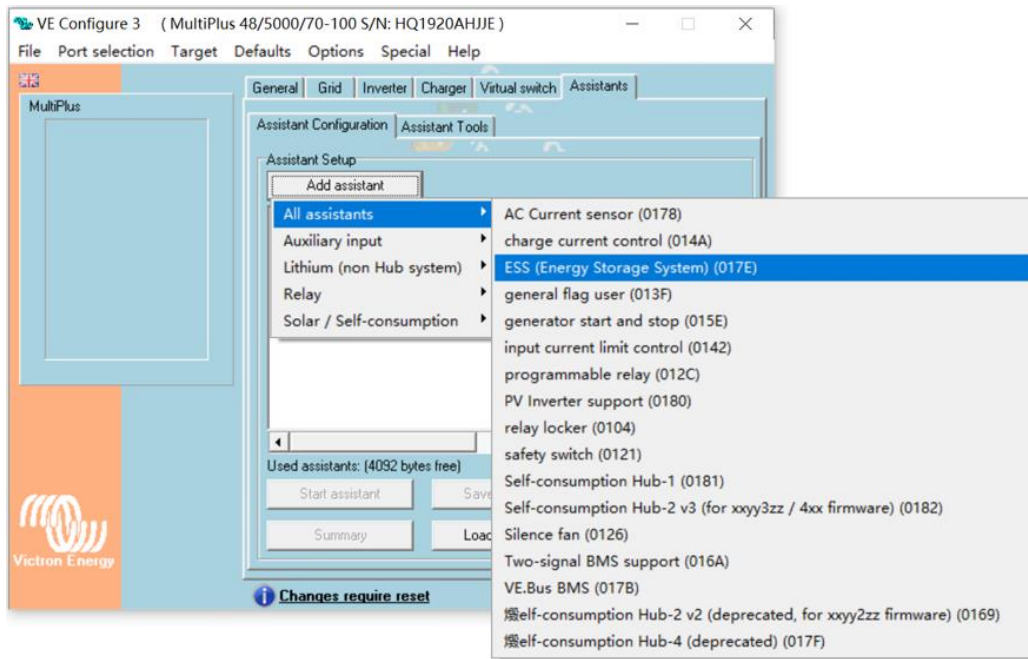 VE Configure 3 ( MultiPlus 48/5000/70-100 S/N: HQ1920AHJJE )
File Port selection Target Defaults Options Special Help
General Grid Inverter Charger Virtual switch Assistants
MultiPlus
Assistant Configuration Assistant Tools
Assistant Setup
Add assistant
All assistants
Auxiliary input
Lithium (non Hub system)
Relay
Solar / Self-consumption
AC Current sensor (0178)
charge current control (014A)
ESS (Energy Storage System) (017E)
general flag user (013F)
generator start and stop (015E)
input current limit control (0142)
programmable relay (012C)
PV Inverter support (0180)
relay locker (0104)
safety switch (0121)
Self-consumption Hub-1 (0181)
Self-consumption Hub-2 v3 (for xxyy3zz / 4xx firmware) (0182)
Silence fan (0126)
Two-signal BMS support (016A)
VE.Bus BMS (017B)
elf-consumption Hub-2 v2 (deprecated, for xxyy2zz firmware) (0169)
elf-consumption Hub-4 (deprecated) (017F)
Used assistants: (4092 bytes free)
Start assistant Save
Summary Loac
Victron Energy
Changes require reset